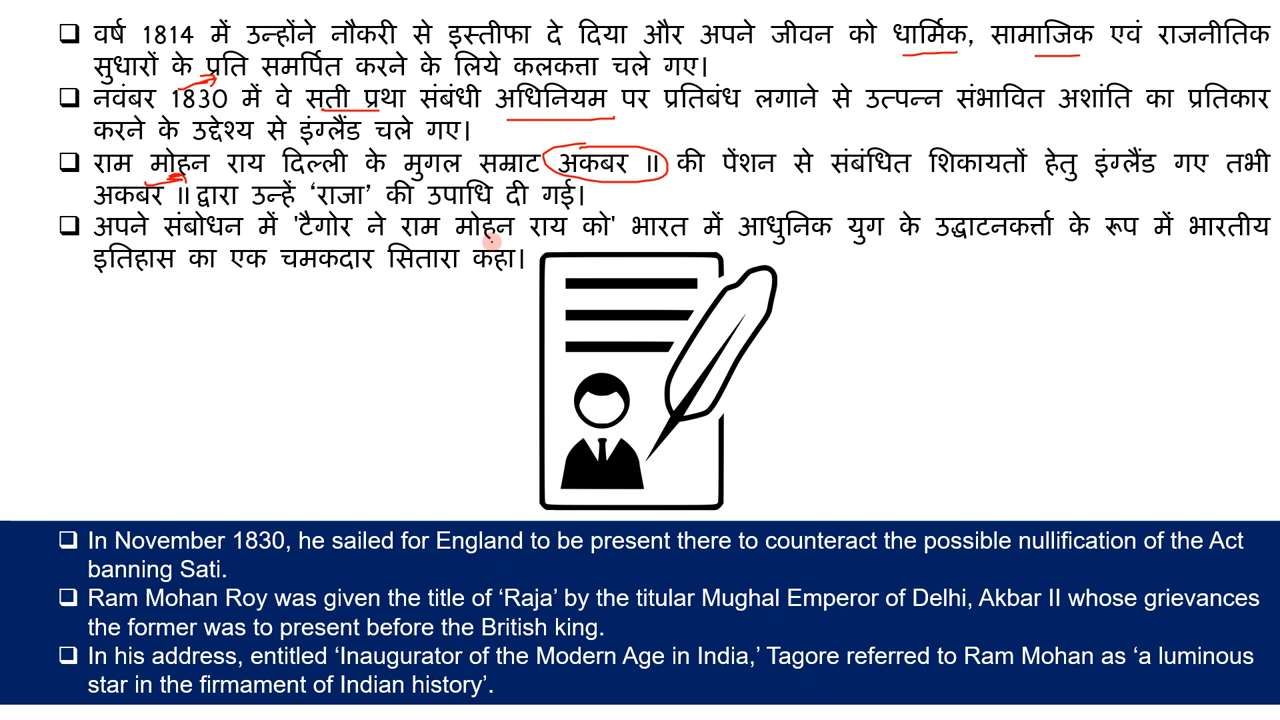 ❑ वर्ष 1814 में उन्होंने नौकरी से इस्तीफा दे दिया और अपने जीवन को धार्मिक, सामाजिक एवं राजनीतिक
सुधारों के प्रति समर्पित करने के लिये कलकत्ता चले गए।
❑ नवंबर 1830 में वे सती प्रथा संबंधी अधिनियम पर प्रतिबंध लगाने से उत्पन्न संभावित अशांति का प्रतिकार
करने के उद्देश्य से इंग्लैंड चले गए।
❑ राम मोहन राय दिल्ली के मुगल सम्राट अकबर II की पेंशन से संबंधित शिकायतों हेतु इंग्लैंड गए तभी
अकबर II द्वारा उन्हें ‘राजा’ की उपाधि दी गई।
❑ अपने संबोधन में 'टैगोर ने राम मोहन राय को' भारत में आधुनिक युग के उद्घाटनकर्त्ता के रूप में भारतीय
इतिहास का एक चमकदार सितारा कहा।
❑ In November 1830, he sailed for England to be present there to counteract the possible nullification of the Act
banning Sati.
❑ Ram Mohan Roy was given the title of ‘Raja’ by the titular Mughal Emperor of Delhi, Akbar II whose grievances
the former was to present before the British king.
❑ In his address, entitled ‘Inaugurator of the Modern Age in India,’ Tagore referred to Ram Mohan as ‘a luminous
star in the firmament of Indian history’.